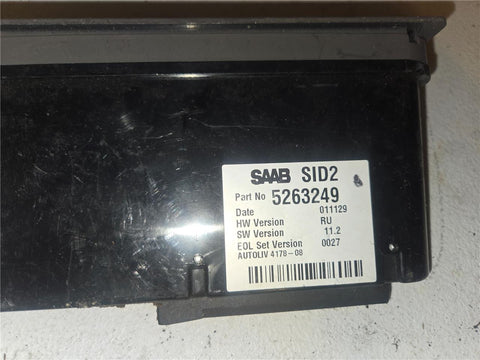 SAAB SID2
Part No 5263249
Date 011129
HW Version RU
SW Version 11.2
EOL Set Version 0027
AUTOLIV 4178-08